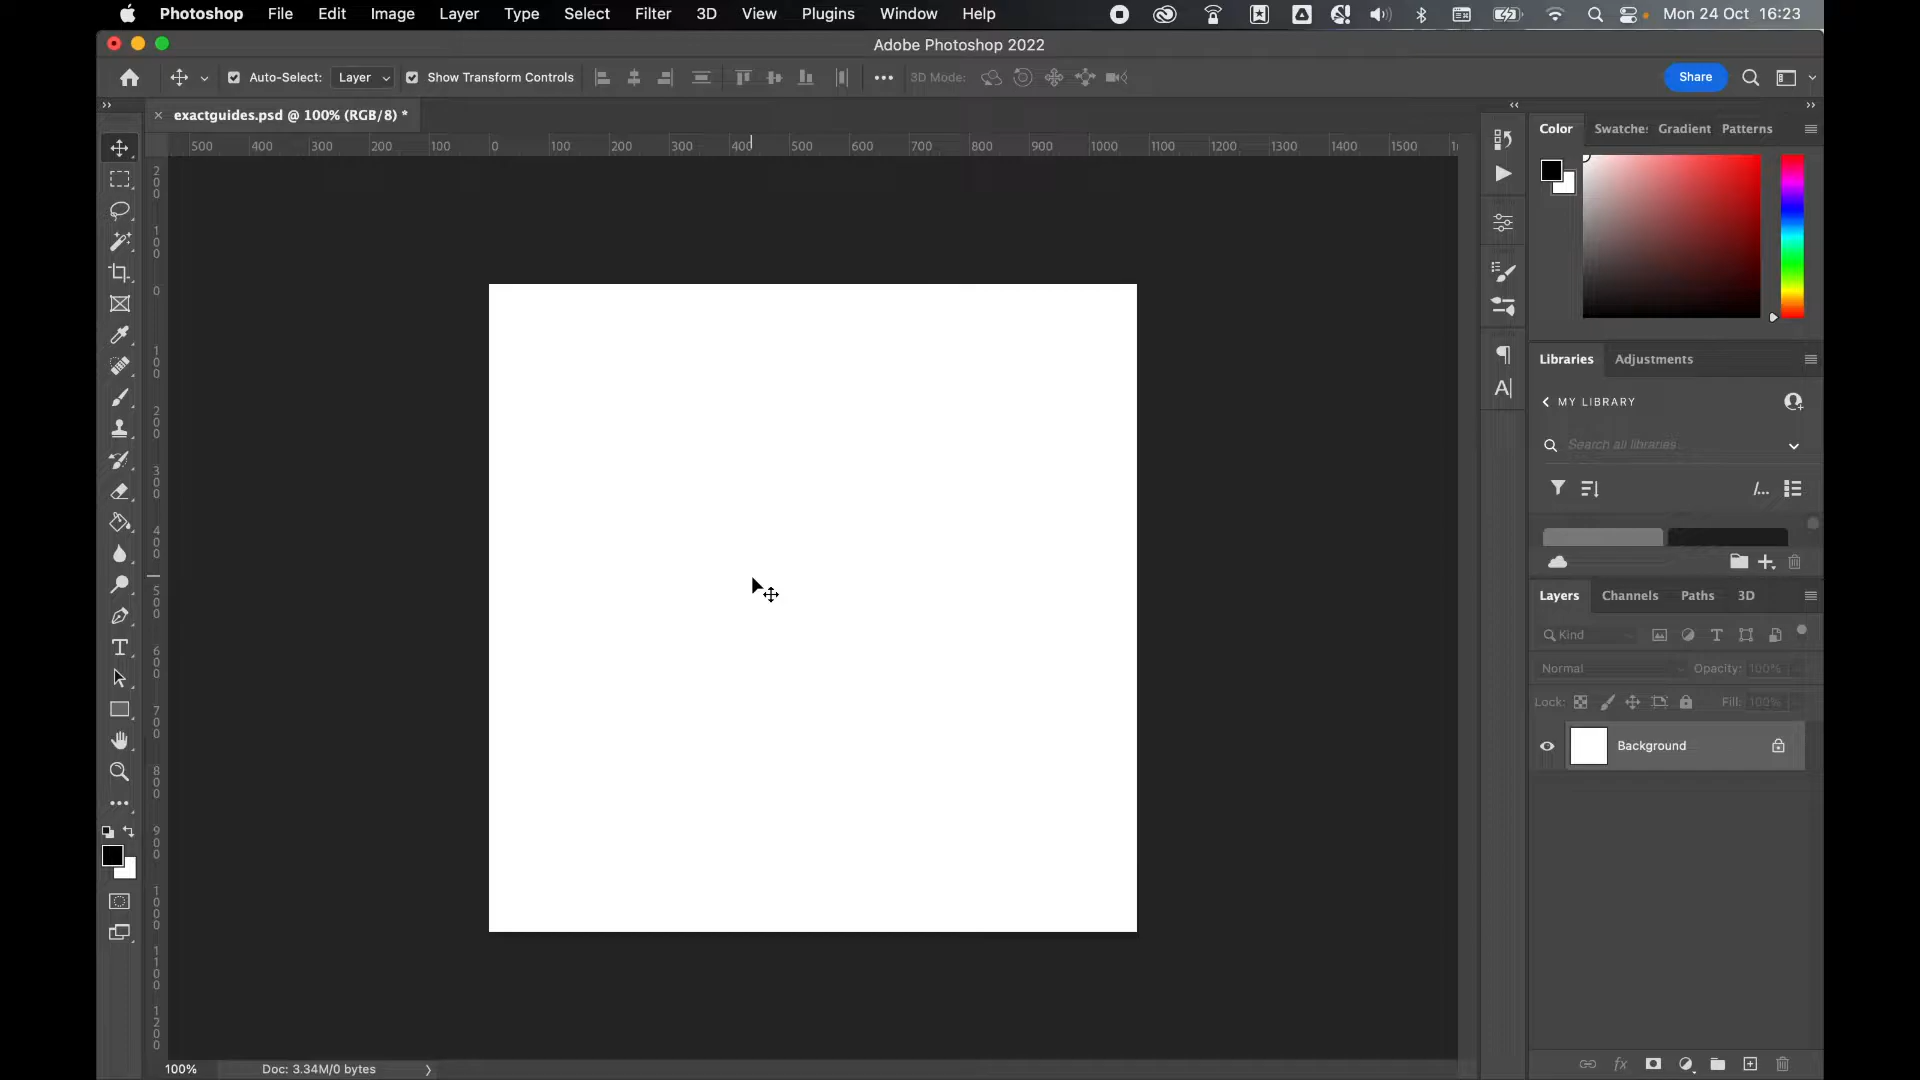 Photoshop File Edit Image Layer Type Select Filter 3D View Plugins Window Help Mon 24 Oct 16:23
Adobe Photoshop 2022
Auto-Select: Layer Show Transform Controls 3D Mode: Share
exactguides.psd @ 100% (RGB/8) *
500 400 300 200 100 0 100 200 300 400 500 600 700 800 900 1000 1100 1200 1300 1400 1500
200
100
0
100
200
300
400
500
600
700
800
900
1000
1100
1200
Color Swatches Gradient Patterns
Libraries Adjustments
MY LIBRARY
Search all libraries
Layers Channels Paths 3D
Kind
Normal Opacity: 100%
Lock: Fill: 100%
Background
fx
100% Doc: 3.34M/0 bytes